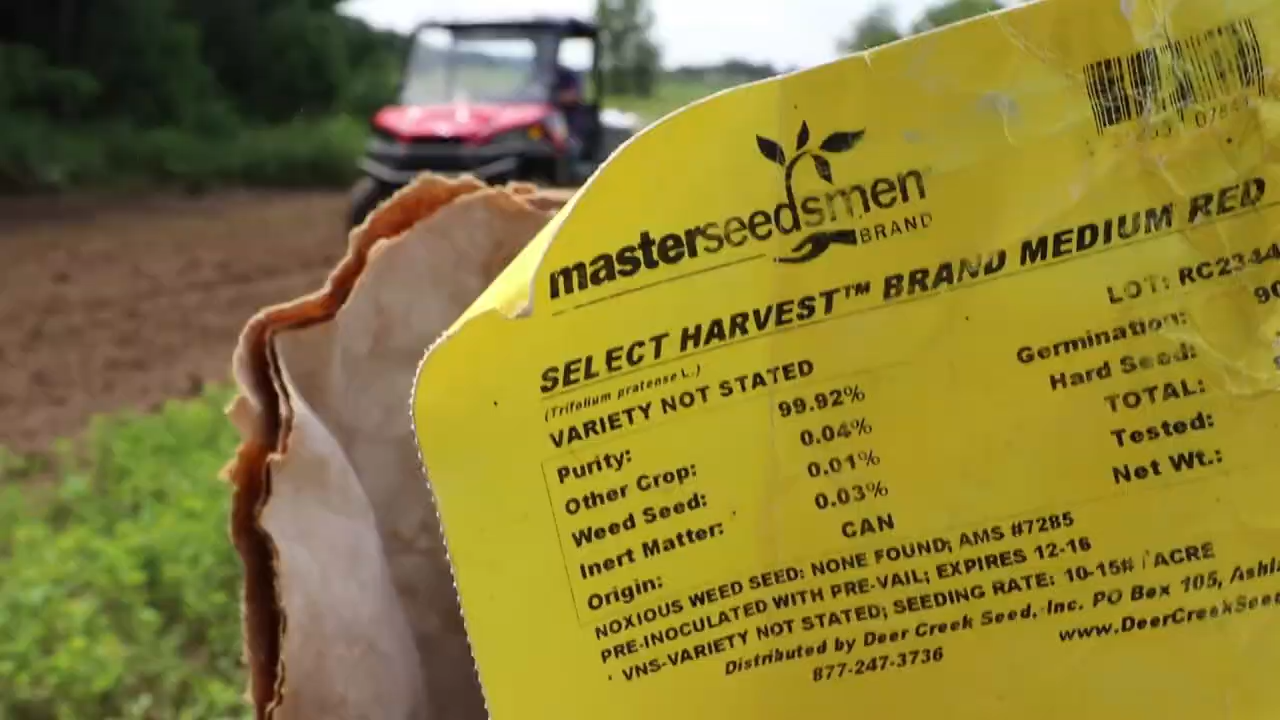 masterseedsmen
BRAND
SELECT HARVEST™ BRAND MEDIUM RED
(Trifolium pratense L.)
VARIETY NOT STATED
LOT: RC2344
Purity: 99.92%
Other Crop: 0.04%
Weed Seed: 0.01%
Inert Matter: 0.03%
Origin: CAN
Germination: 90
Hard Seed:
TOTAL:
Tested:
Net Wt.:
NOXIOUS WEED SEED: NONE FOUND; AMS #7285
PRE-INOCULATED WITH PRE-VAIL; EXPIRES 12-16
VNS-VARIETY NOT STATED; SEEDING RATE: 10-15# / ACRE
Distributed by Deer Creek Seed, Inc. PO Box 105, Ashl
877-247-3736 www.DeerCreekSee